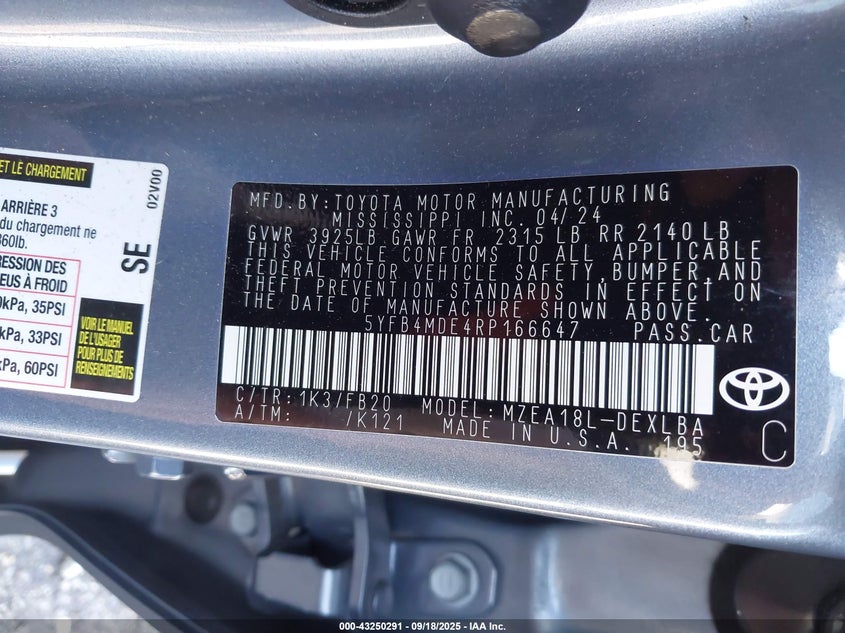 ET LE CHARGEMENT
ARRIÈRE 3
du chargement ne
860lb.
PRESSION DES
PNEUS À FROID
kPa, 35PSI
kPa, 33PSI
kPa, 60PSI
VOIR LE MANUEL
DE L'USAGER
POUR PLUS DE
RENSEIGNEMENTS
SE
02V00
MFD.BY:TOYOTA MOTOR MANUFACTURING
MISSISSIPPI INC. 04/24
GVWR 3925LB GAWR FR 2315 LB RR 2140 LB
THIS VEHICLE CONFORMS TO ALL APPLICABLE
FEDERAL MOTOR VEHICLE SAFETY,BUMPER,AND
THEFT PREVENTION STANDARDS IN EFFECT ON
THE DATE OF MANUFACTURE SHOWN ABOVE.
5YFB4MDE4RP166647 PASS.CAR
C/TR: 1K3/FB20 MODEL: MZEA18L-DEXLBA
A/TM: /K121 MADE IN U.S.A. 195
C
000-43250291 - 09/18/2025 - IAA Inc.